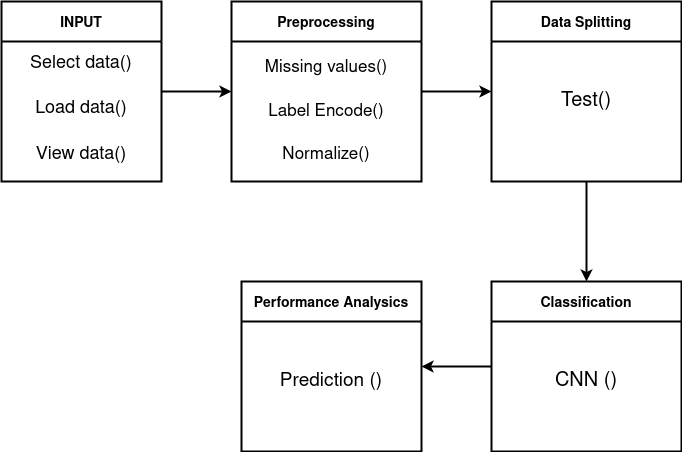 INPUT
Select data()
Load data()
View data()
Preprocessing
Missing values()
Label Encode()
Normalize()
Data Splitting
Test()
Classification
CNN ()
Performance Analysics
Prediction ()